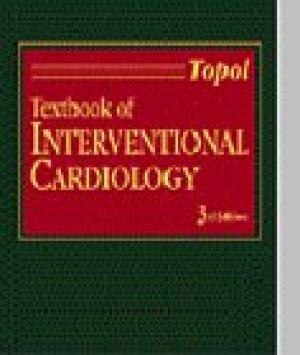 Topol
Textbook of
INTERVENTIONAL
CARDIOLOGY
3rd Edition